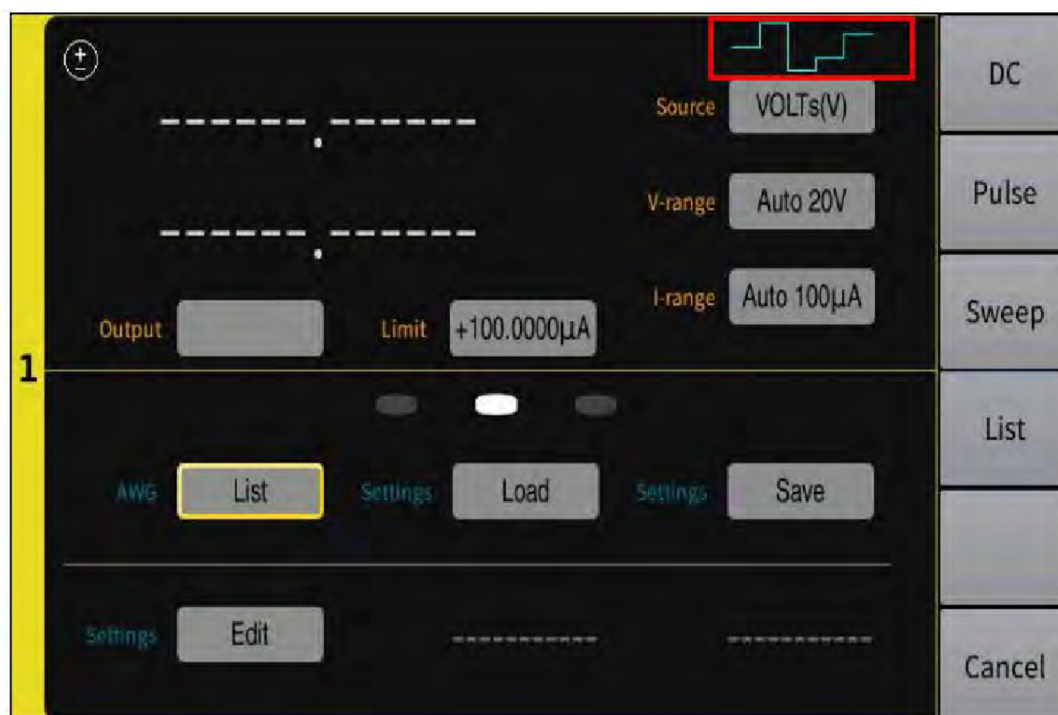 DC
Source VOLTs(V)
------.------
Pulse
V-range Auto 20V
------.------
I-range Auto 100μA
Sweep
Output Limit +100.0000μA
1
List
AWG List Settings Load Settings Save
Settings Edit ----------- -----------
Cancel